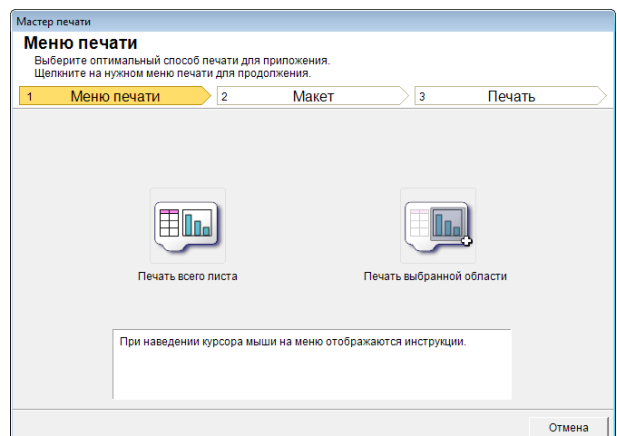 Мастер печати
Меню печати
Выберите оптимальный способ печати для приложения.
Щелкните на нужном меню печати для продолжения.
1 Меню печати 2 Макет 3 Печать
Печать всего листа Печать выбранной области
При наведении курсора мыши на меню отображаются инструкции.
Отмена